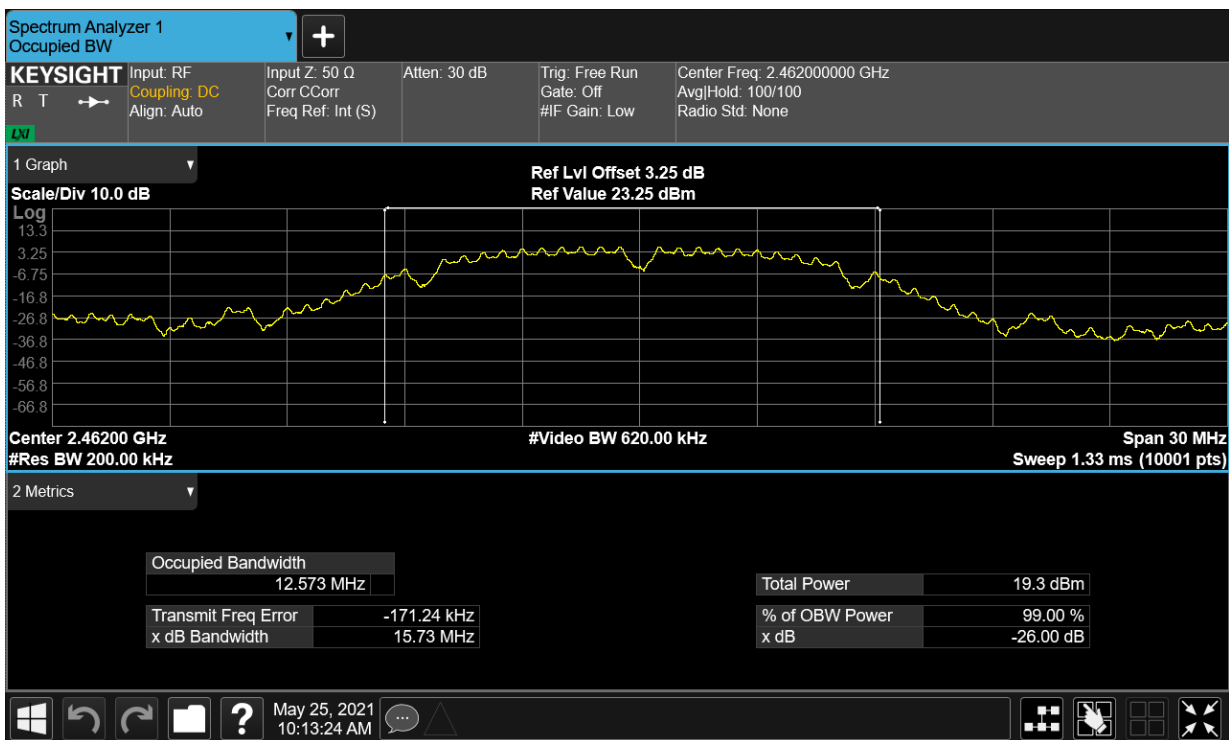 Spectrum Analyzer 1
Occupied BW
KEYSIGHT
R T
LXI
Input: RF
Coupling: DC
Align: Auto
Input Z: 50 Ω
Corr CCorr
Freq Ref: Int (S)
Atten: 30 dB
Trig: Free Run
Gate: Off
#IF Gain: Low
Center Freq: 2.462000000 GHz
Avg|Hold: 100/100
Radio Std: None
1 Graph
Scale/Div 10.0 dB
Ref Lvl Offset 3.25 dB
Ref Value 23.25 dBm
Log
13.3
3.25
-6.75
-16.8
-26.8
-36.8
-46.8
-56.8
-66.8
Center 2.46200 GHz
#Res BW 200.00 kHz
#Video BW 620.00 kHz
Span 30 MHz
Sweep 1.33 ms (10001 pts)
2 Metrics
Occupied Bandwidth
12.573 MHz
Transmit Freq Error -171.24 kHz
x dB Bandwidth 15.73 MHz
Total Power 19.3 dBm
% of OBW Power 99.00 %
x dB -26.00 dB
?
May 25, 2021
10:13:24 AM